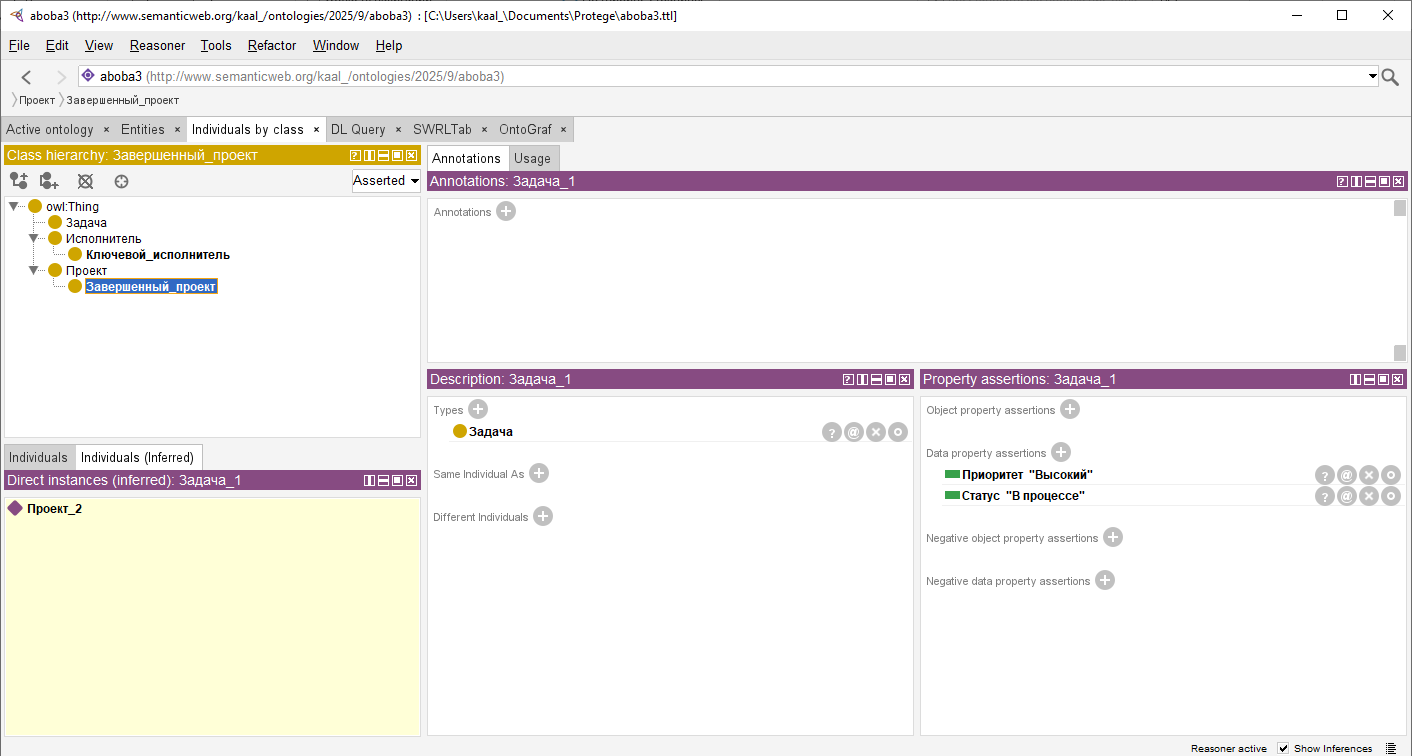 aboba3 (http://www.semanticweb.org/kaal_/ontologies/2025/9/aboba3) : [C:\Users\kaal_\Documents\Protege\aboba3.ttl]
File Edit View Reasoner Tools Refactor Window Help
aboba3 (http://www.semanticweb.org/kaal_/ontologies/2025/9/aboba3)
Проект Завершенный_проект
Active ontology × Entities × Individuals by class × DL Query × SWRLTab × OntoGraf ×
Class hierarchy: Завершенный_проект
Asserted
owl:Thing
Задача
Исполнитель
Ключевой_исполнитель
Проект
Завершенный_проект
Individuals Individuals (Inferred)
Direct instances (inferred): Задача_1
Проект_2
Annotations Usage
Annotations: Задача_1
Annotations
Description: Задача_1
Types
Задача
Same Individual As
Different Individuals
Property assertions: Задача_1
Object property assertions
Data property assertions
Приоритет "Высокий"
Статус "В процессе"
Negative object property assertions
Negative data property assertions
Reasoner active Show Inferences